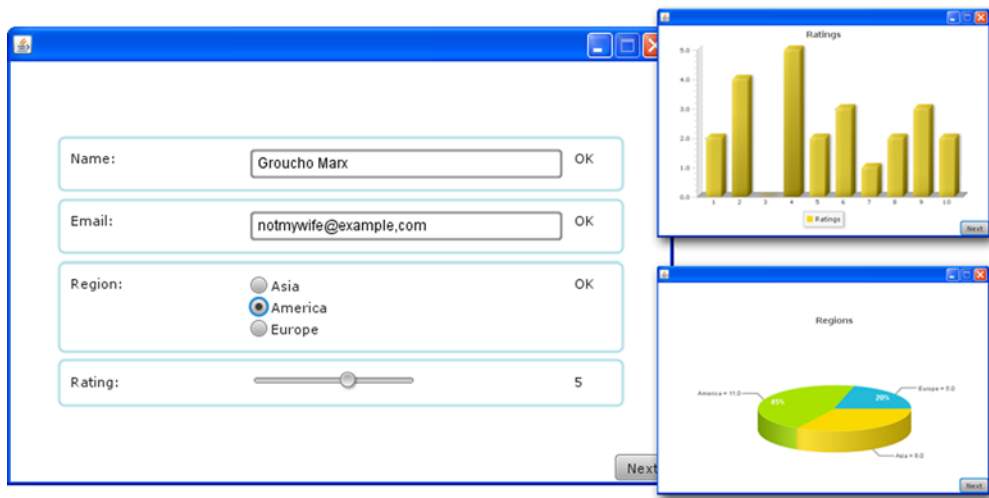 Name:
Groucho Marx
OK
Email:
notmywife@example,com
OK
Region:
Asia
OK
America
Europe
Rating:
5
Next
Ratings
5.0
4.0
3.0
2.0
1.0
0.0
1 2 3 4 5 6 7 8 9 10
Ratings
Next
Regions
America = 11.0
Europe = 5.0
20%
Asia = 8.0
Next